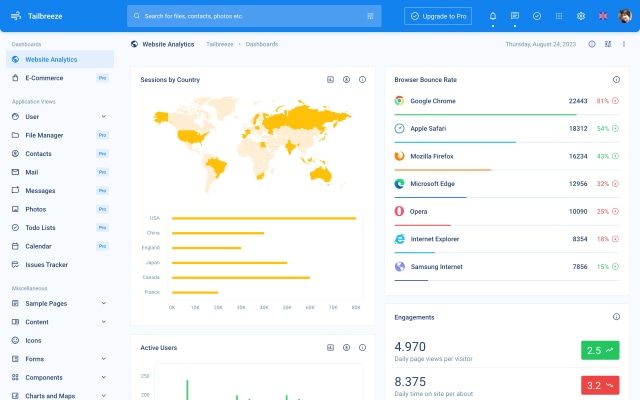 Tailbreeze
Search for files, contacts, photos etc.
Upgrade to Pro
Dashboards
Website Analytics
E-Commerce
Pro
Application Views
User
File Manager
Pro
Contacts
Pro
Mail
Pro
Messages
Pro
Photos
Pro
Todo Lists
Pro
Calendar
Pro
Issues Tracker
Miscellaneous
Sample Pages
Content
Icons
Forms
Components
Charts and Maps
Website Analytics
Tailbreeze
Dashboards
Thursday, August 24, 2023
Sessions by Country
USA
China
England
Japan
Canada
France
0K 10K 20K 30K 40K 50K 60K 70K 80K
Active Users
250
200
Browser Bounce Rate
Google Chrome 22443 81%
Apple Safari 18312 54%
Mozilla Firefox 16234 43%
Microsoft Edge 12956 32%
Opera 10090 25%
Internet Explorer 8354 18%
Samsung Internet 7856 15%
Engagements
4.970
Daily page views per visitor
2.5
8.375
Daily time on site per about
3.2